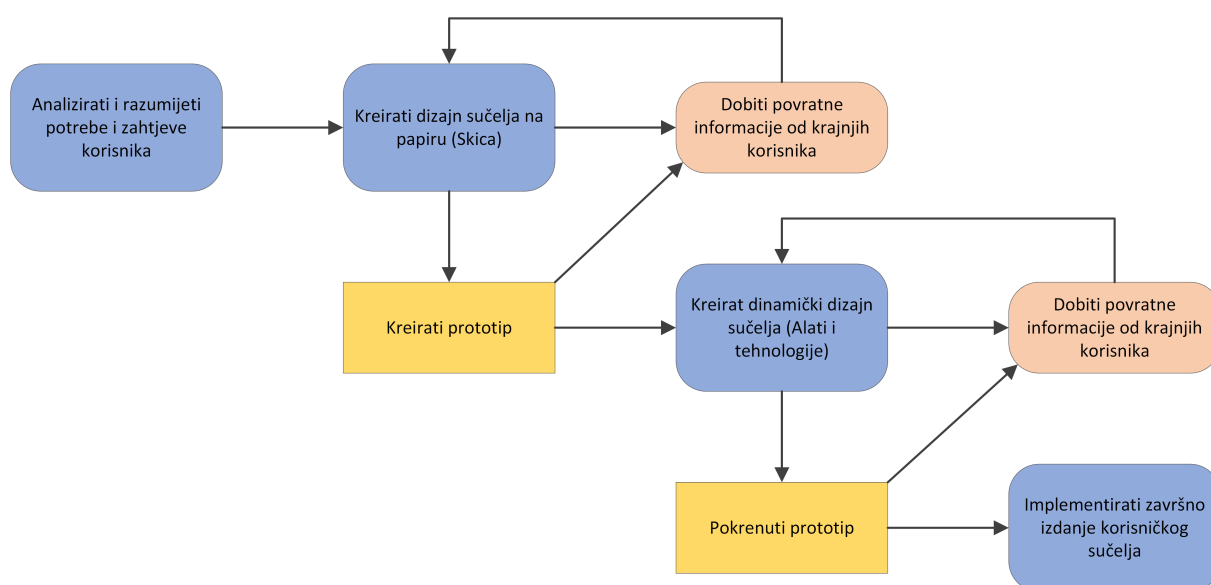 Analizirati i razumijeti
potrebe i zahtjeve
korisnika
Kreirati dizajn sučelja na
papiru (Skica)
Dobiti povratne
informacije od krajnjih
korisnika
Kreirati prototip
Kreirat dinamički dizajn
sučelja (Alati i
tehnologije)
Dobiti povratne
informacije od krajnjih
korisnika
Pokrenuti prototip
Implementirati završno
izdanje korisničkog
sučelja